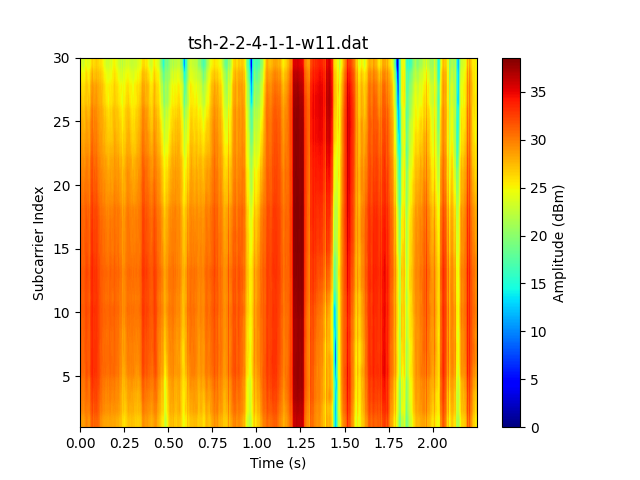 tsh-2-2-4-1-1-w11.dat
30
25
20
15
10
5
Subcarrier Index
0.00 0.25 0.50 0.75 1.00 1.25 1.50 1.75 2.00
Time (s)
35
30
25
20
15
10
5
0
Amplitude (dBm)